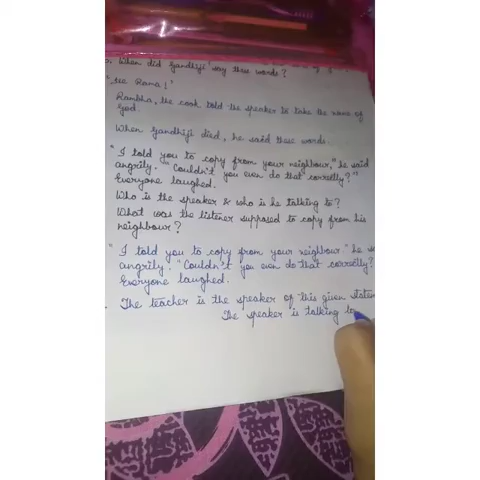 When did Gandhiji say these words?
Rama!'
Rambha, the cook told the speaker to take the name of
God
When Gandhiji died, he said these words.
"I told you to copy from your neighbour," he said
angrily. "Couldn't you even do that correctly?"
Everyone laughed.
Who is the speaker & who is he talking to?
What was the listener supposed to copy from his
neighbour?
"I told you to copy from your neighbour." he
angrily. "Couldn't you even do that correctly?
Everyone laughed.
The teacher is the speaker of this given
The speaker is talking to